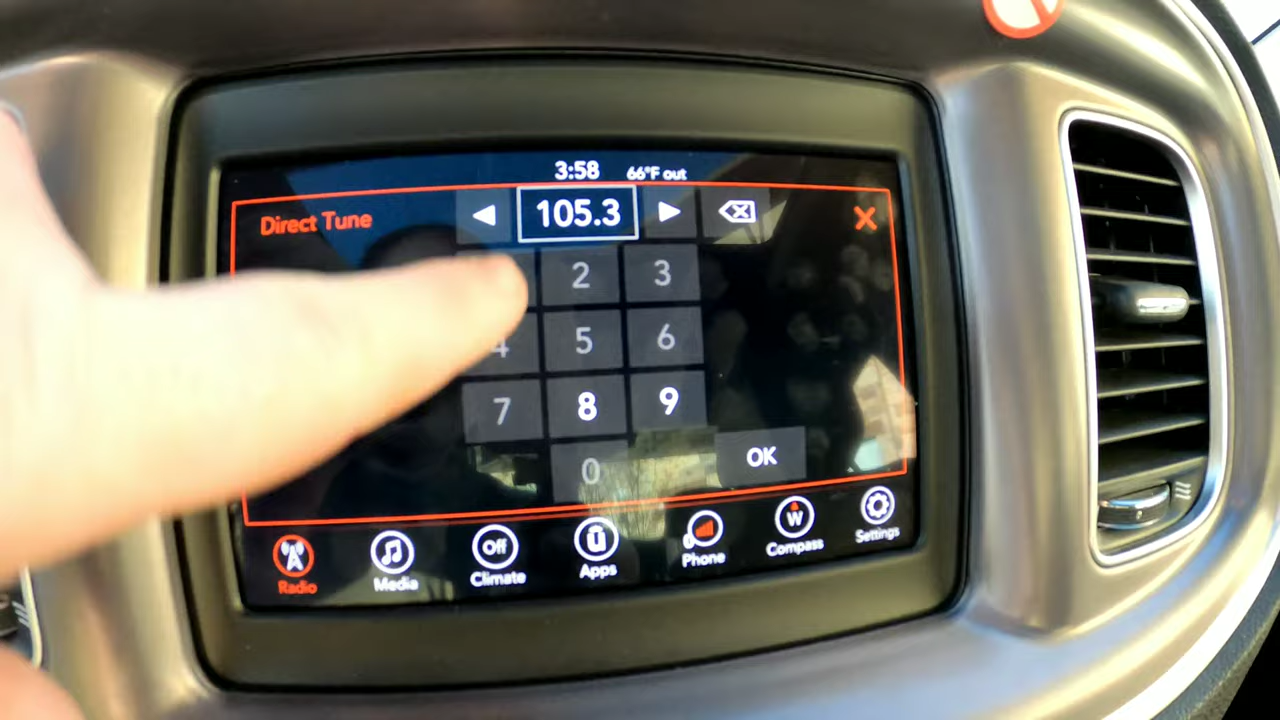 3:58 66°F out
Direct Tune 105.3
2 3
4 5 6
7 8 9
0 OK
Radio Media Off Climate Apps Phone W Compass Settings